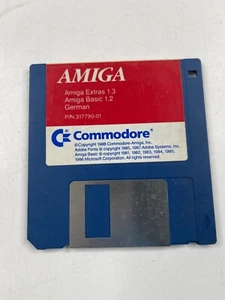 AMIGA
Amiga Extras 1.3
Amiga Basic 1.2
German
P/N 317790-01
Commodore®
©Copyright 1988 Commodore-Amiga, Inc.
Adobe Fonts © copyright 1985, 1987 Adobe Systems, Inc.
Amiga Basic © copyright 1981, 1982, 1983, 1984, 1985,
1986 Microsoft Corporation. All rights reserved.